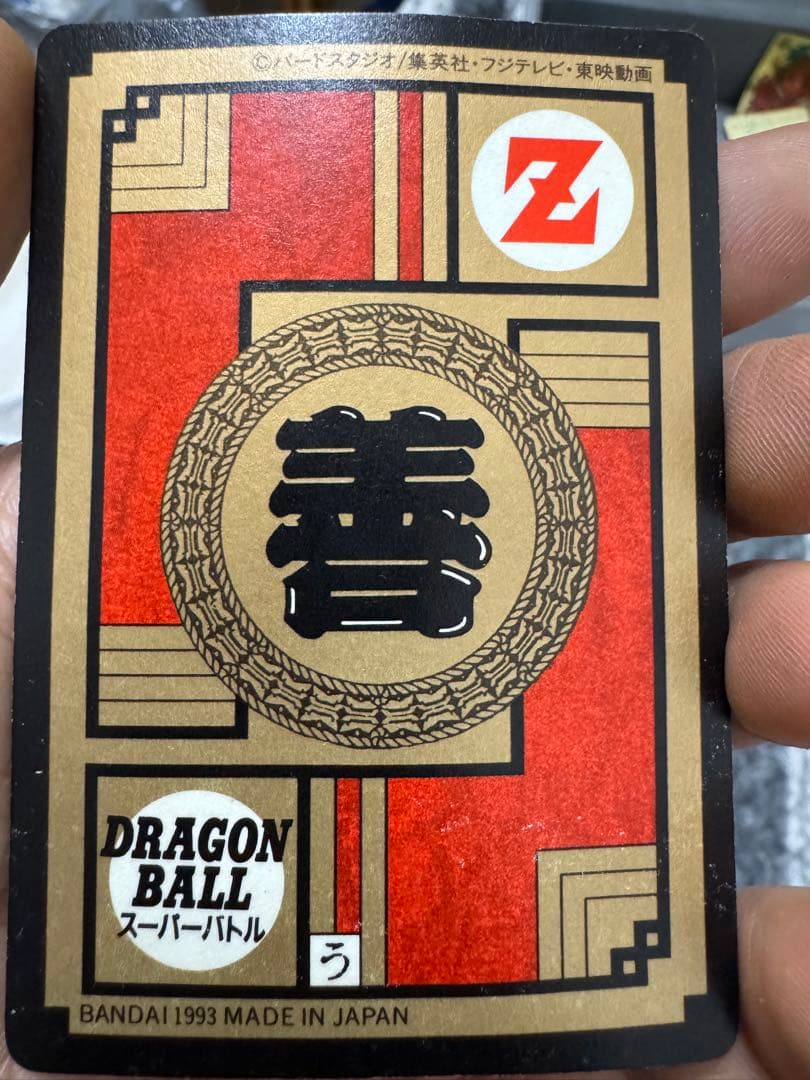 ©バードスタジオ/集英社・フジテレビ・東映動画
Z
善
DRAGON
BALL
スーパーバトル
う
BANDAI 1993 MADE IN JAPAN